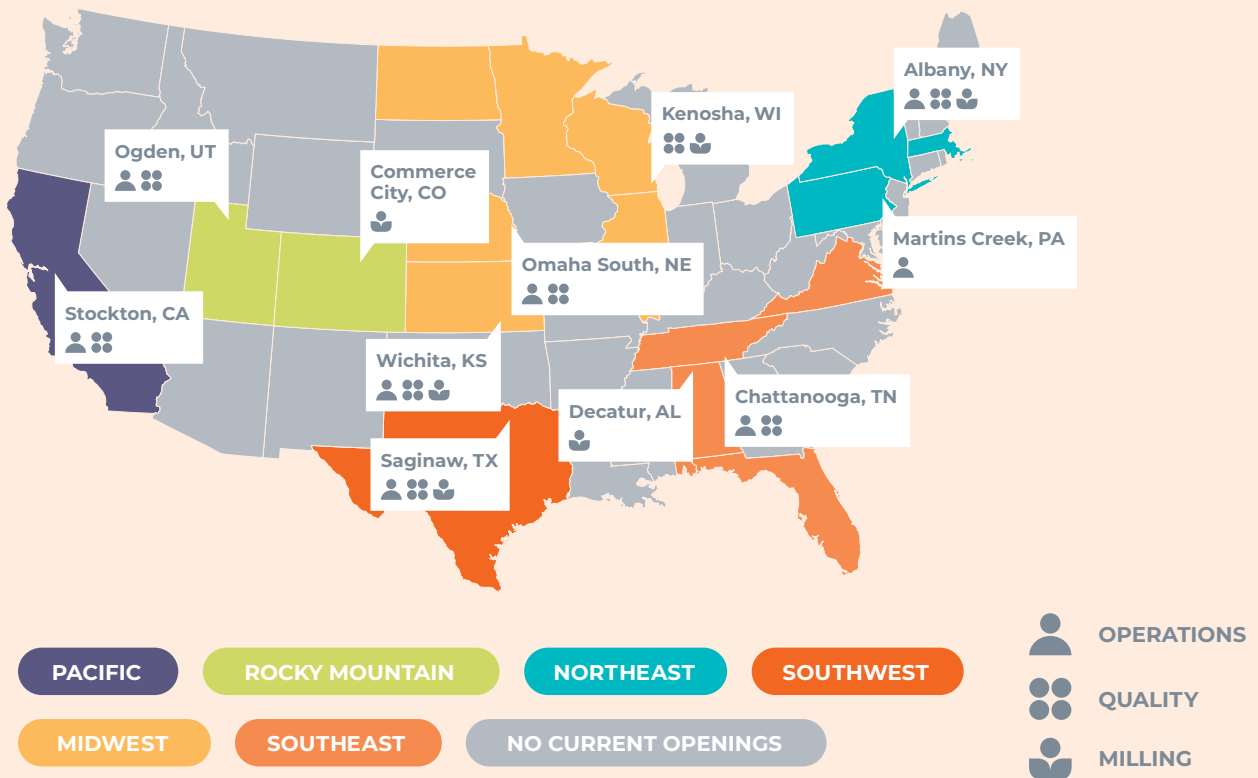 Albany, NY
Kenosha, WI
Ogden, UT
Commerce
City, CO
Martins Creek, PA
Omaha South, NE
Stockton, CA
Wichita, KS
Chattanooga, TN
Decatur, AL
Saginaw, TX
OPERATIONS
PACIFIC
ROCKY MOUNTAIN
NORTHEAST
SOUTHWEST
QUALITY
MIDWEST
SOUTHEAST
NO CURRENT OPENINGS
MILLING